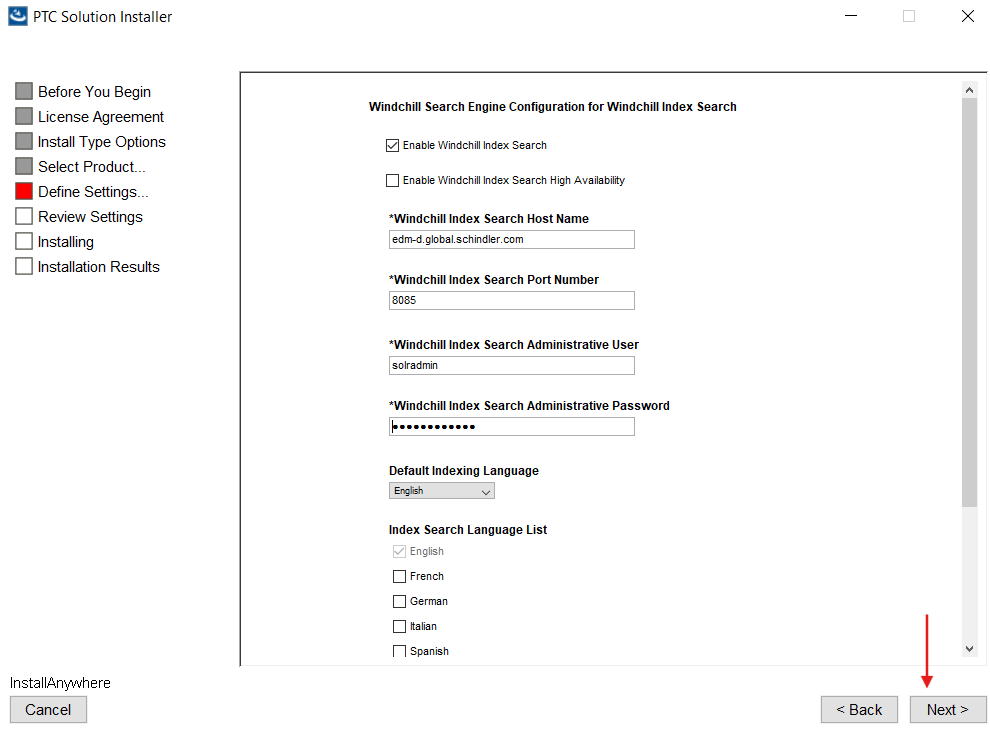 PTC Solution Installer
Before You Begin
License Agreement
Install Type Options
Select Product...
Define Settings...
Review Settings
Installing
Installation Results
Windchill Search Engine Configuration for Windchill Index Search
Enable Windchill Index Search
Enable Windchill Index Search High Availability
*Windchill Index Search Host Name
edm-d.global.schindler.com
*Windchill Index Search Port Number
8085
*Windchill Index Search Administrative User
solradmin
*Windchill Index Search Administrative Password
••••••••••••
Default Indexing Language
English
Index Search Language List
English
French
German
Italian
Spanish
InstallAnywhere
Cancel
< Back
Next >